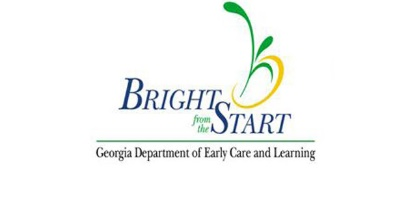 BRIGHT
from the START
Georgia Department of Early Care and Learning